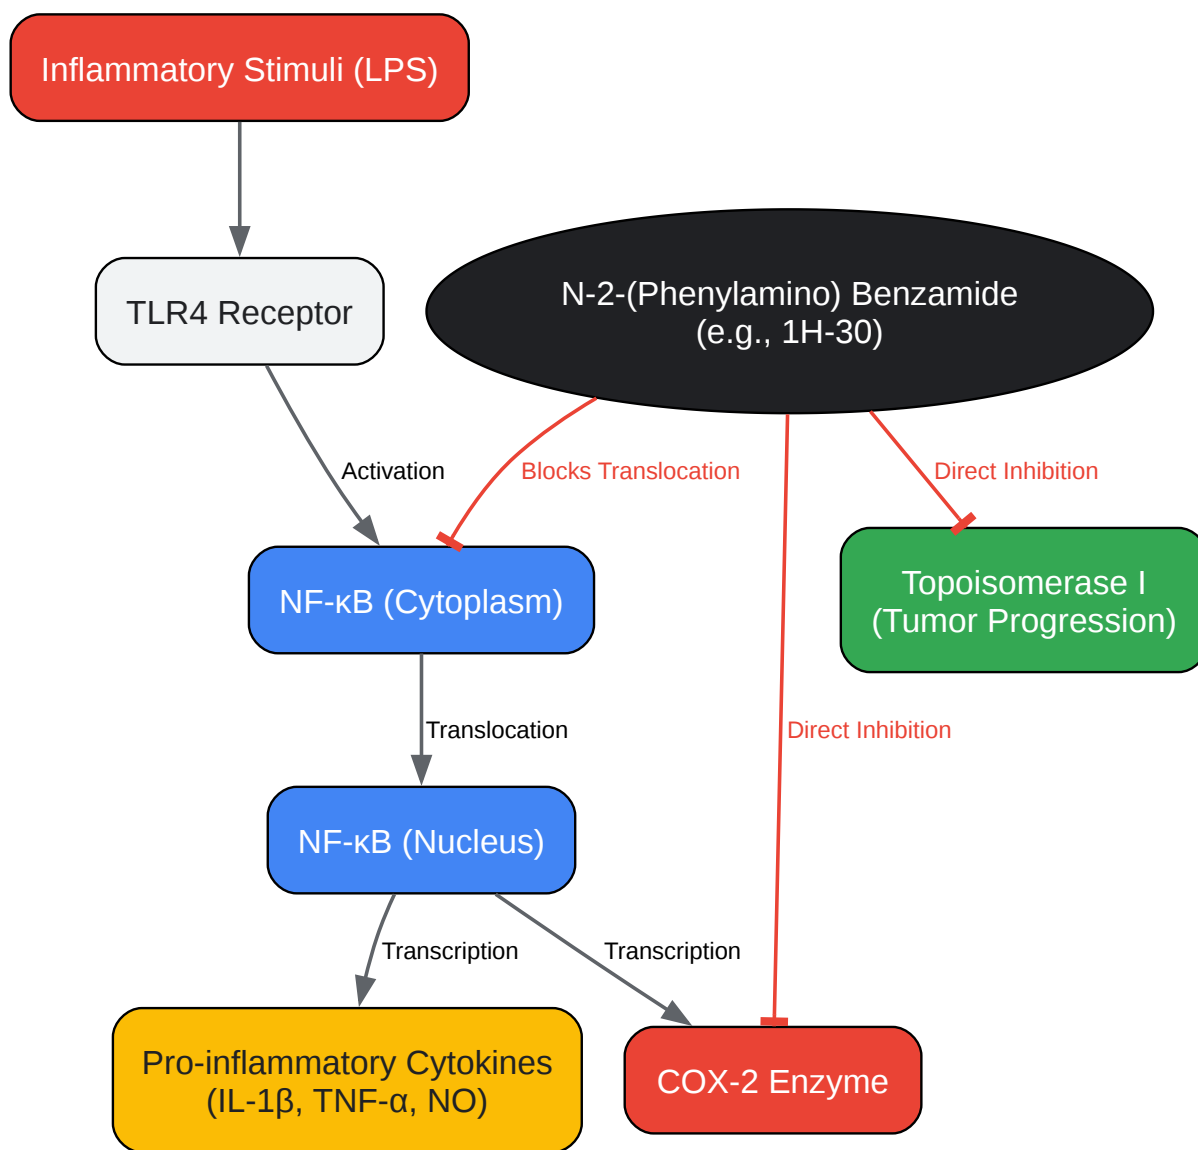 Inflammatory Stimuli (LPS)
TLR4 Receptor
N-2-(Phenylamino) Benzamide
(e.g., 1H-30)
Activation
Blocks Translocation
Direct Inhibition
NF-κB (Cytoplasm)
Topoisomerase I
(Tumor Progression)
Translocation
Direct Inhibition
NF-κB (Nucleus)
Transcription
Transcription
Pro-inflammatory Cytokines
(IL-1β, TNF-α, NO)
COX-2 Enzyme